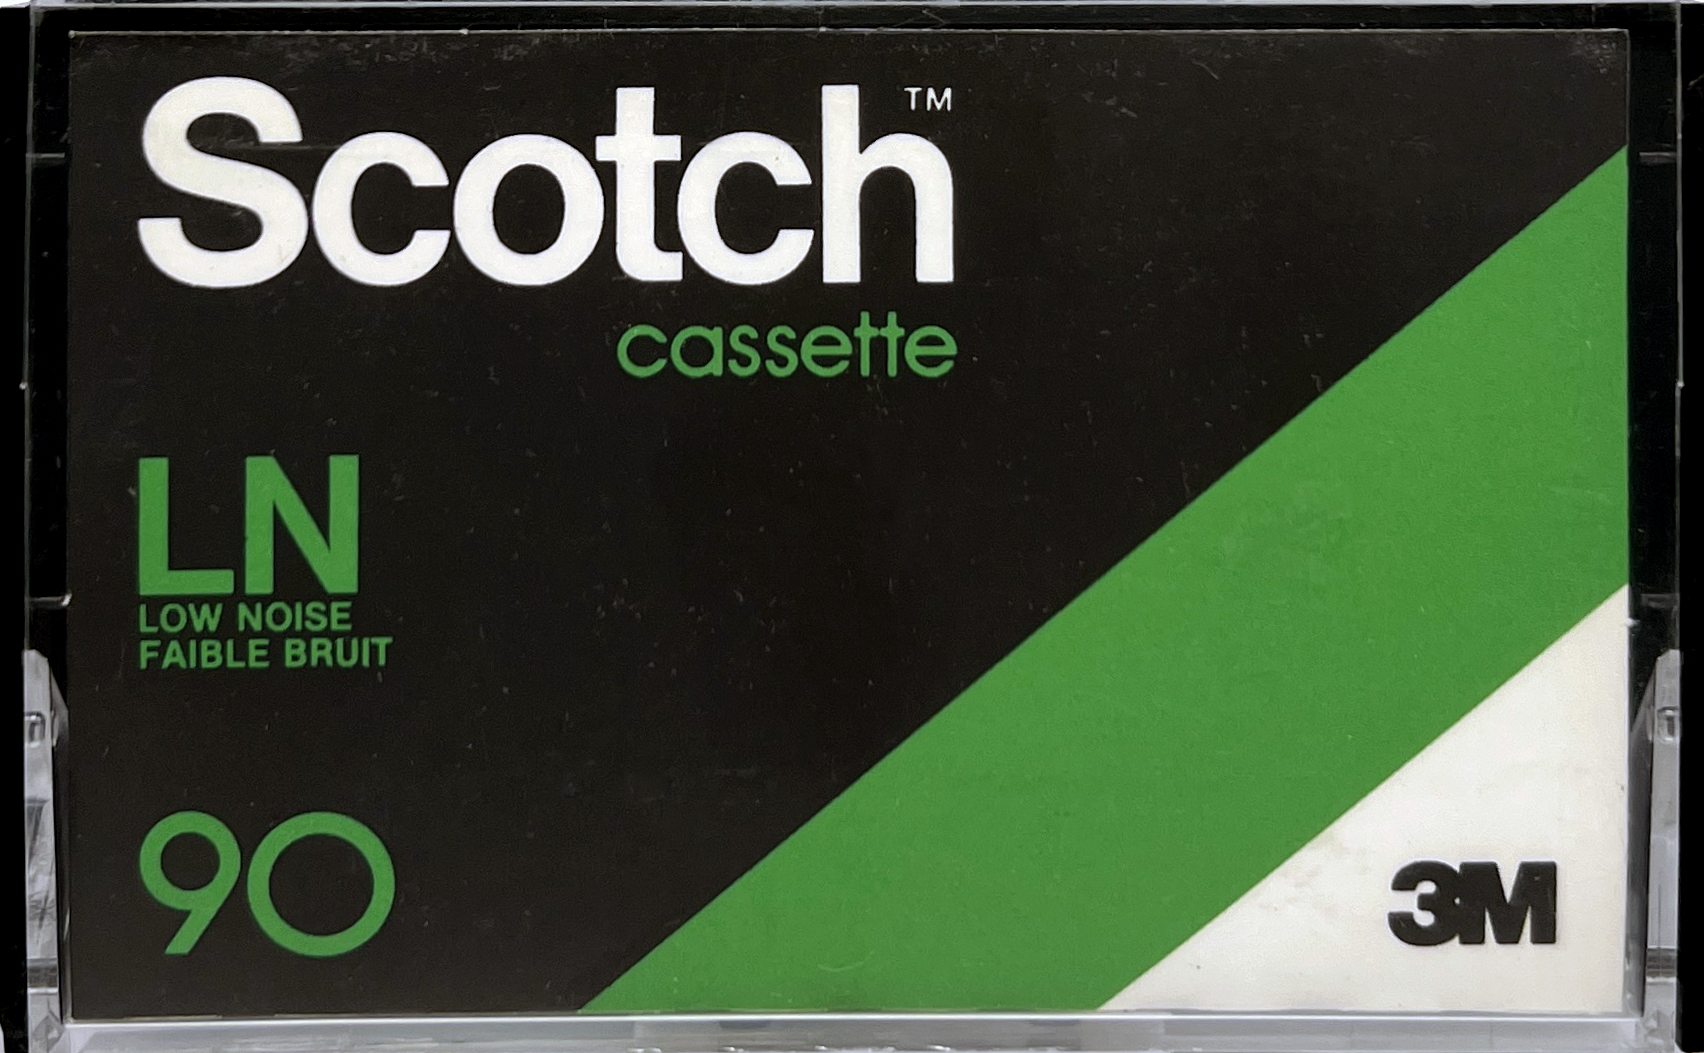 Scotch™
cassette
LN
LOW NOISE
FAIBLE BRUIT
90
3M